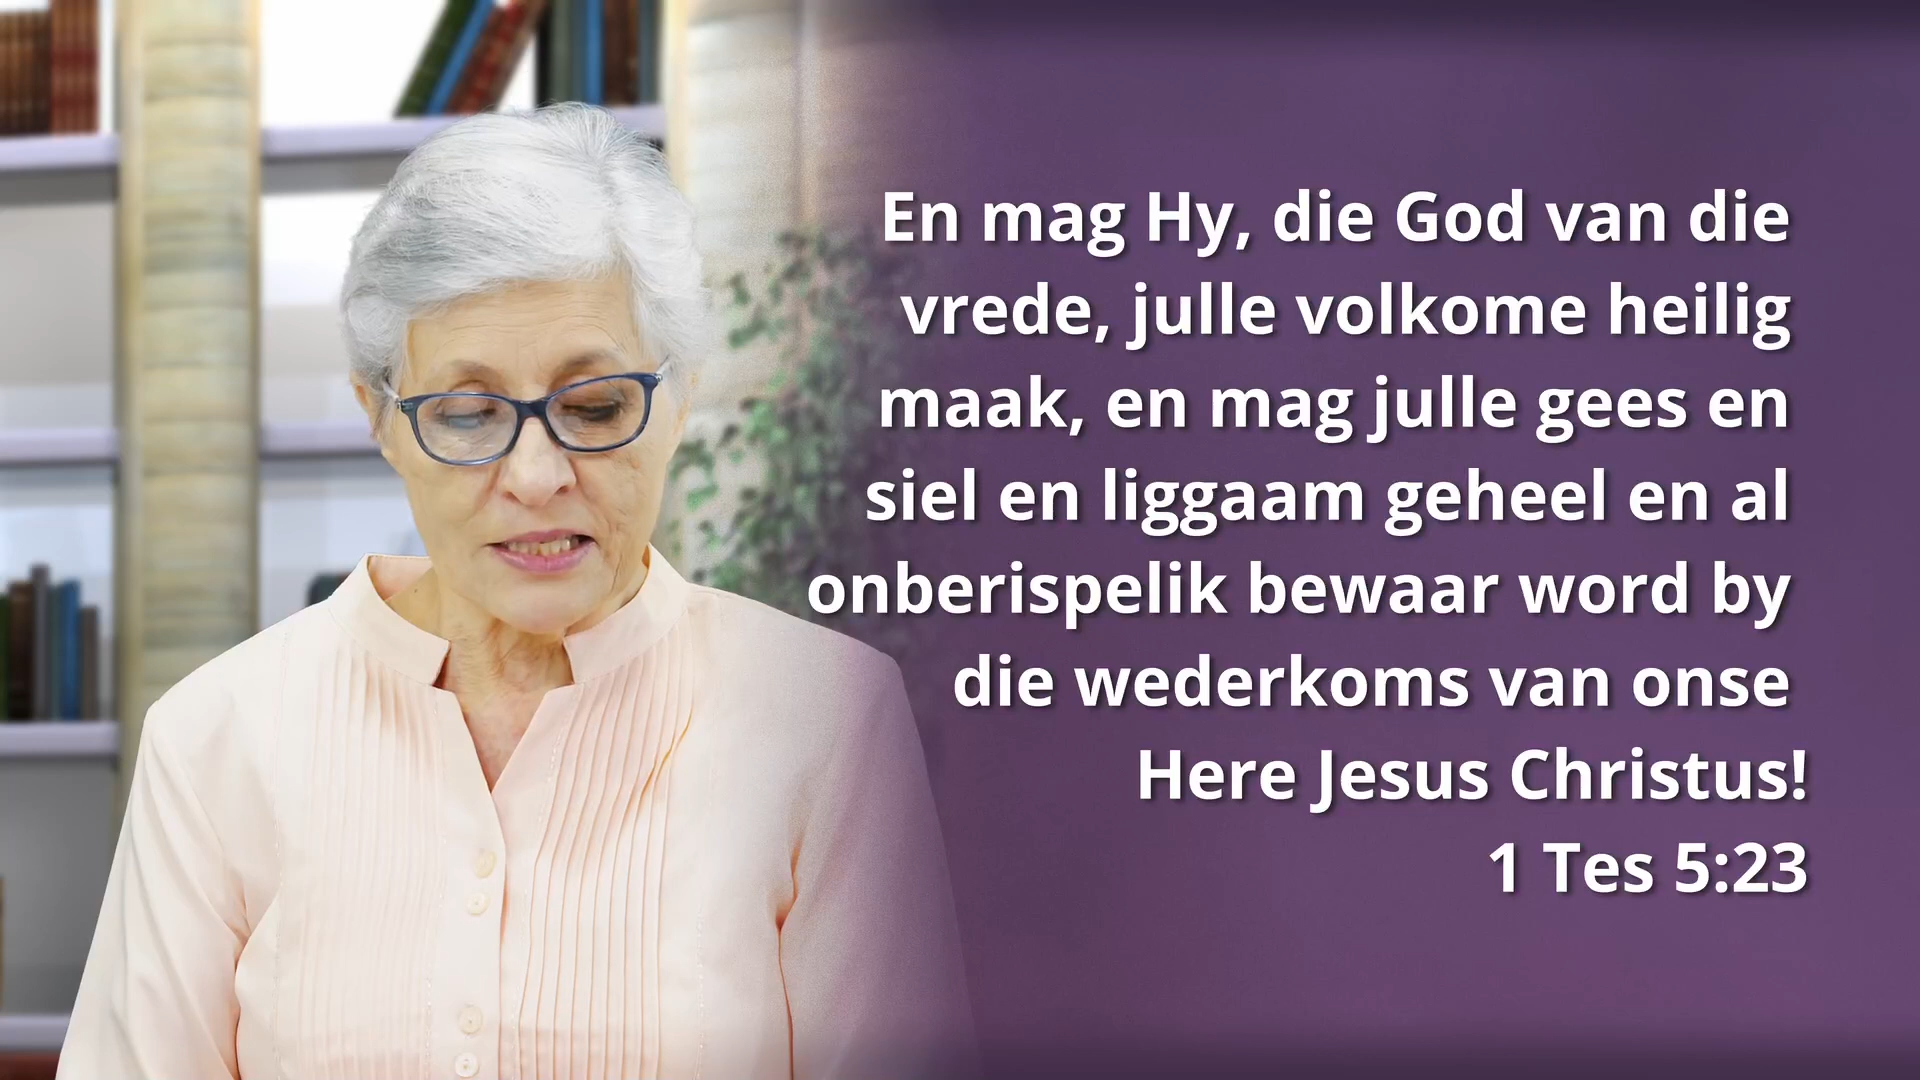 En mag Hy, die God van die
vrede, julle volkome heilig
maak, en mag julle gees en
siel en liggaam geheel en al
onberispelik bewaar word by
die wederkoms van onse
Here Jesus Christus!
1 Tes 5:23